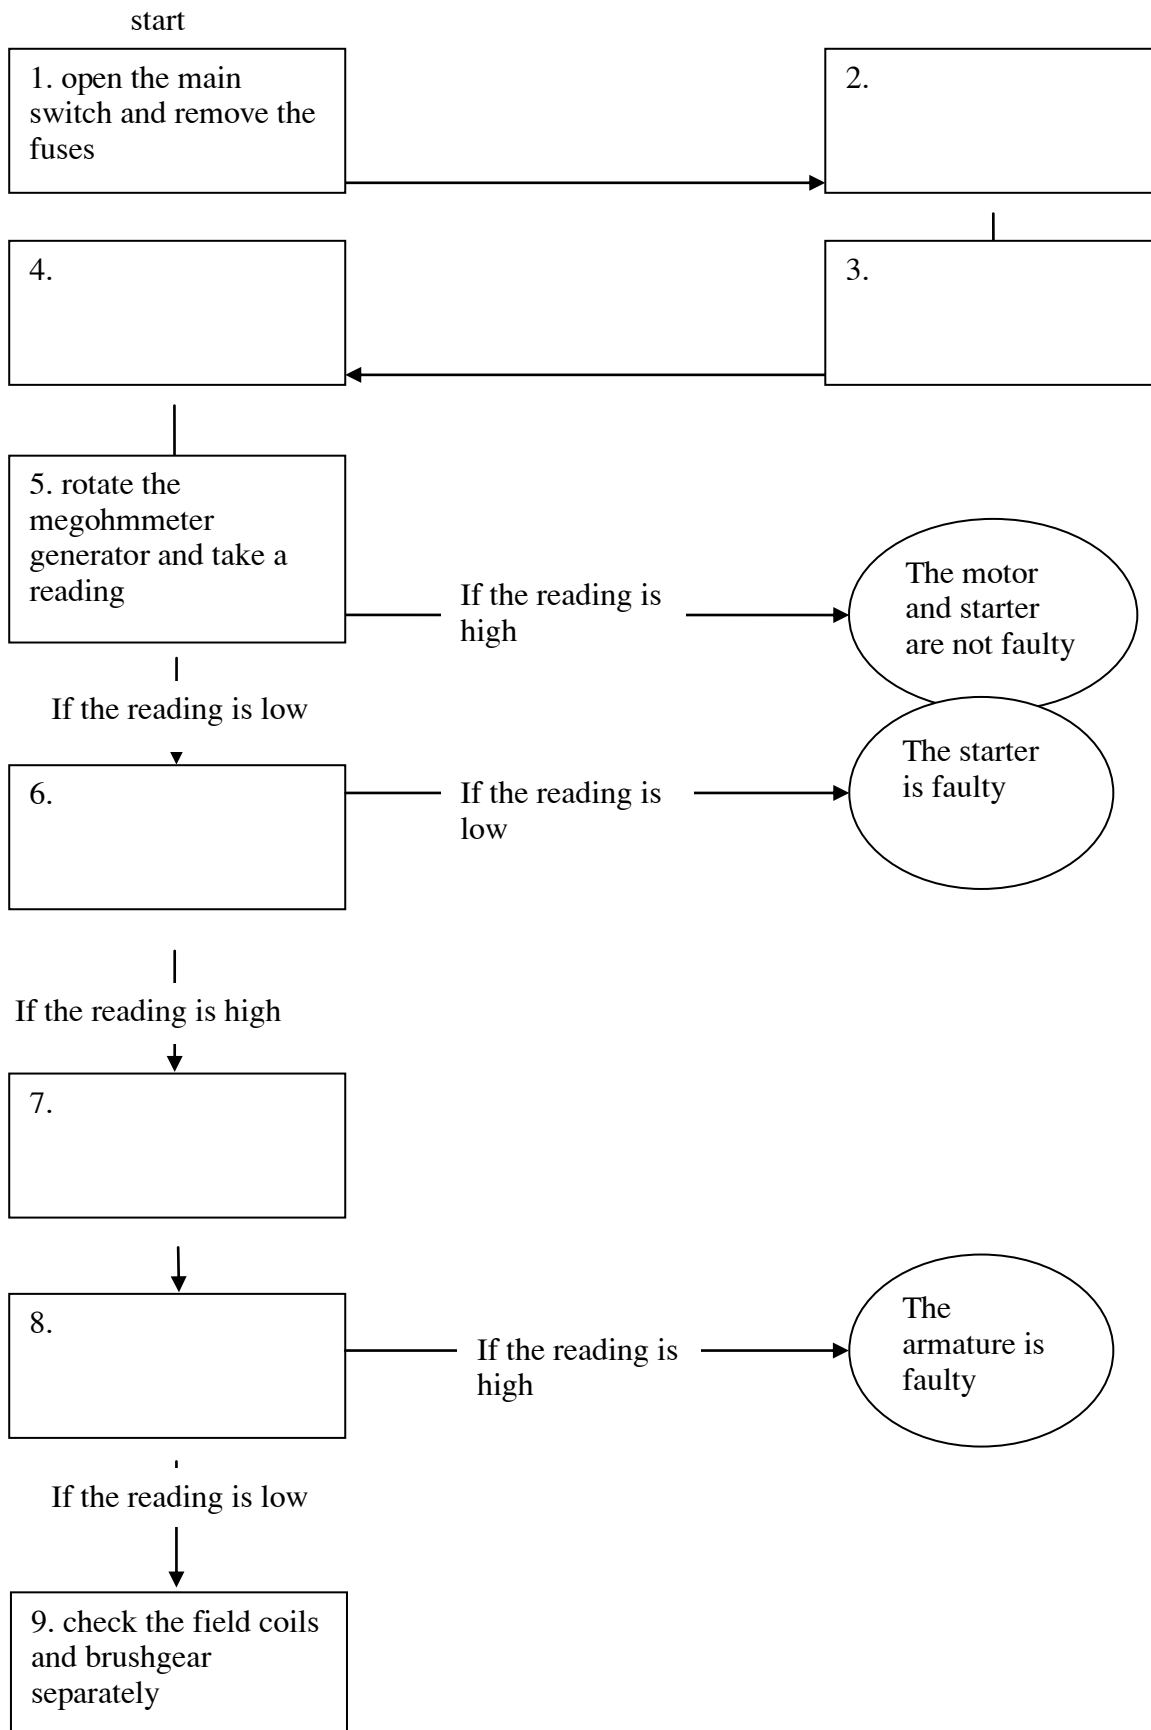 start
1. open the main
switch and remove the
fuses
2.
4.
3.
5. rotate the
megohmmeter
generator and take a
reading
If the reading is
high
The motor
and starter
are not faulty
If the reading is low
6.
If the reading is
low
The starter
is faulty
If the reading is high
7.
8.
If the reading is
high
The
armature is
faulty
If the reading is low
9. check the field coils
and brushgear
separately